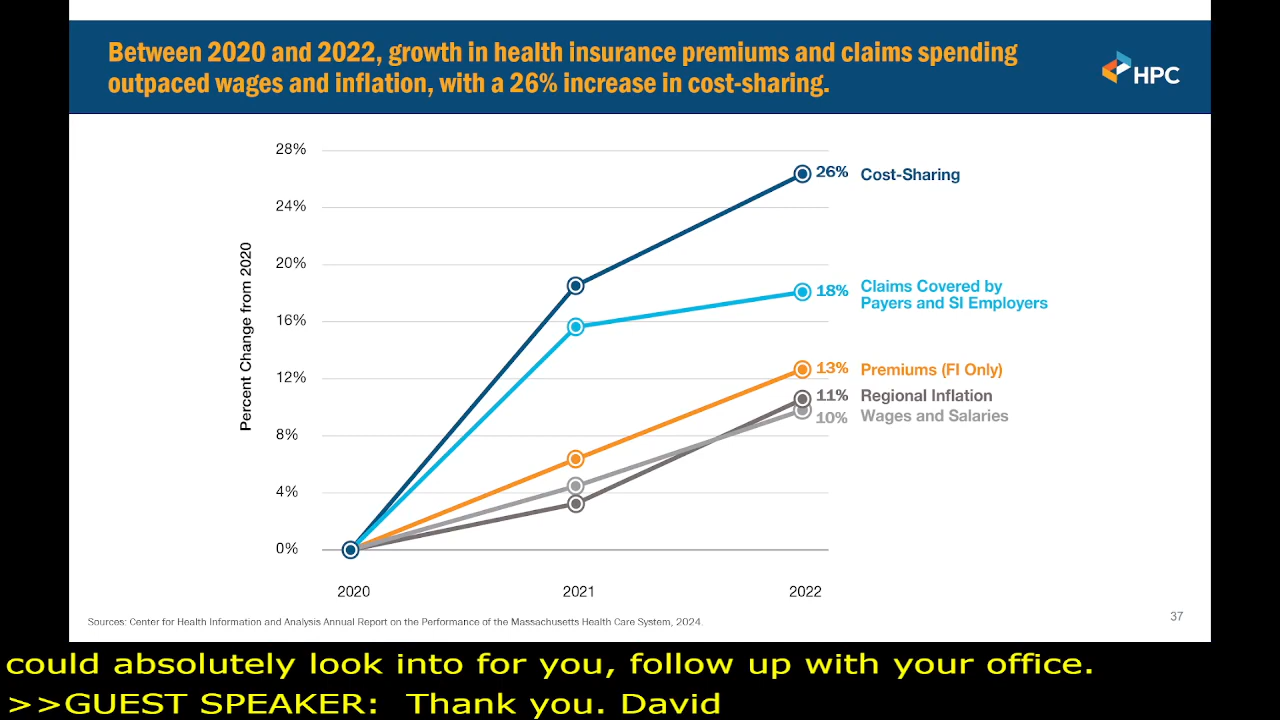 Between 2020 and 2022, growth in health insurance premiums and claims spending
outpaced wages and inflation, with a 26% increase in cost-sharing.
HPC
Percent Change from 2020
28%
24%
20%
16%
12%
8%
4%
0%
26% Cost-Sharing
18% Claims Covered by
Payers and SI Employers
13% Premiums (FI Only)
11% Regional Inflation
10% Wages and Salaries
2020 2021 2022
Sources: Center for Health Information and Analysis Annual Report on the Performance of the Massachusetts Health Care System, 2024.
37
could absolutely look into for you, follow up with your office.
>>GUEST SPEAKER: Thank you. David